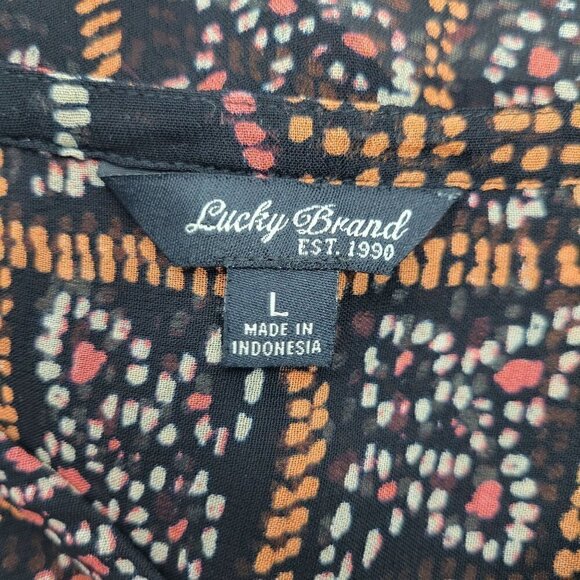 Lucky Brand
EST. 1990
L
MADE IN
INDONESIA